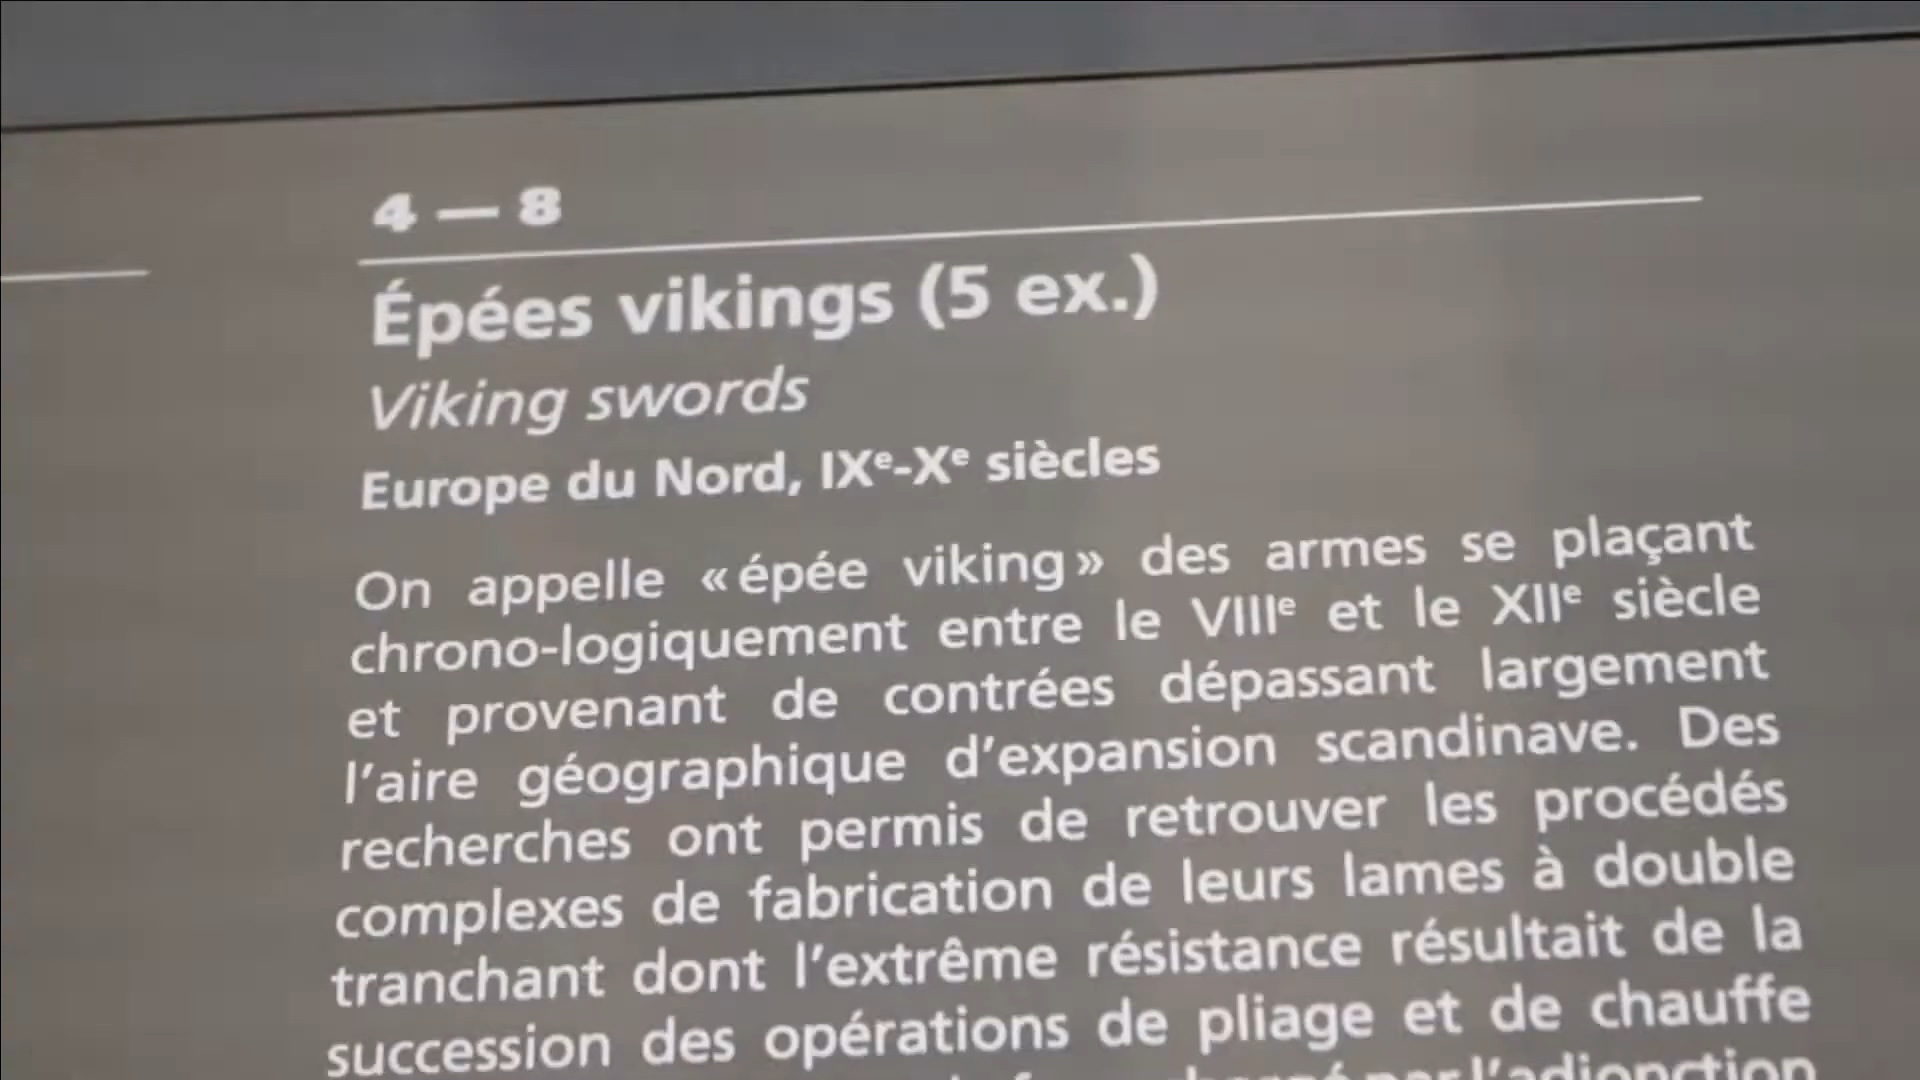 4 — 8
Épées vikings (5 ex.)
Viking swords
Europe du Nord, IXe-Xe siècles
On appelle « épée viking » des armes se plaçant
chrono-logiquement entre le VIIIe et le XIIe siècle
et provenant de contrées dépassant largement
l’aire géographique d’expansion scandinave. Des
recherches ont permis de retrouver les procédés
complexes de fabrication de leurs lames à double
tranchant dont l’extrême résistance résultait de la
succession des opérations de pliage et de chauffe
par l’adjonction